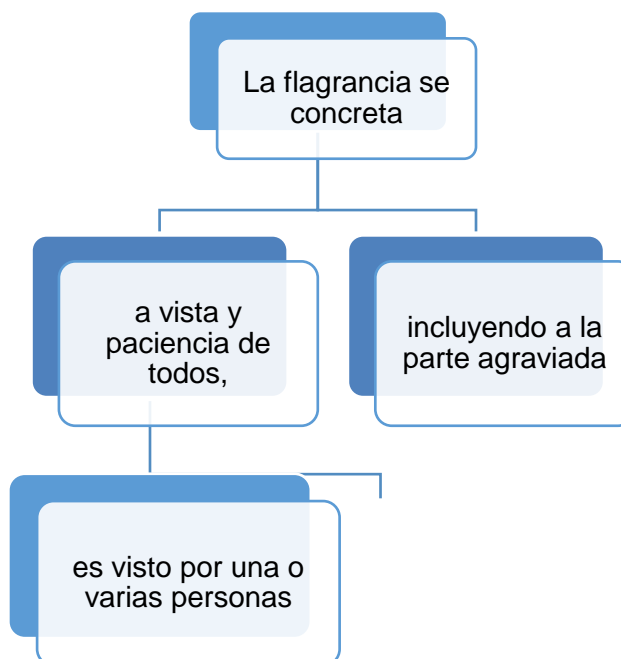 La flagrancia se
concreta
a vista y
paciencia de
todos,
incluyendo a la
parte agraviada
es visto por una o
varias personas